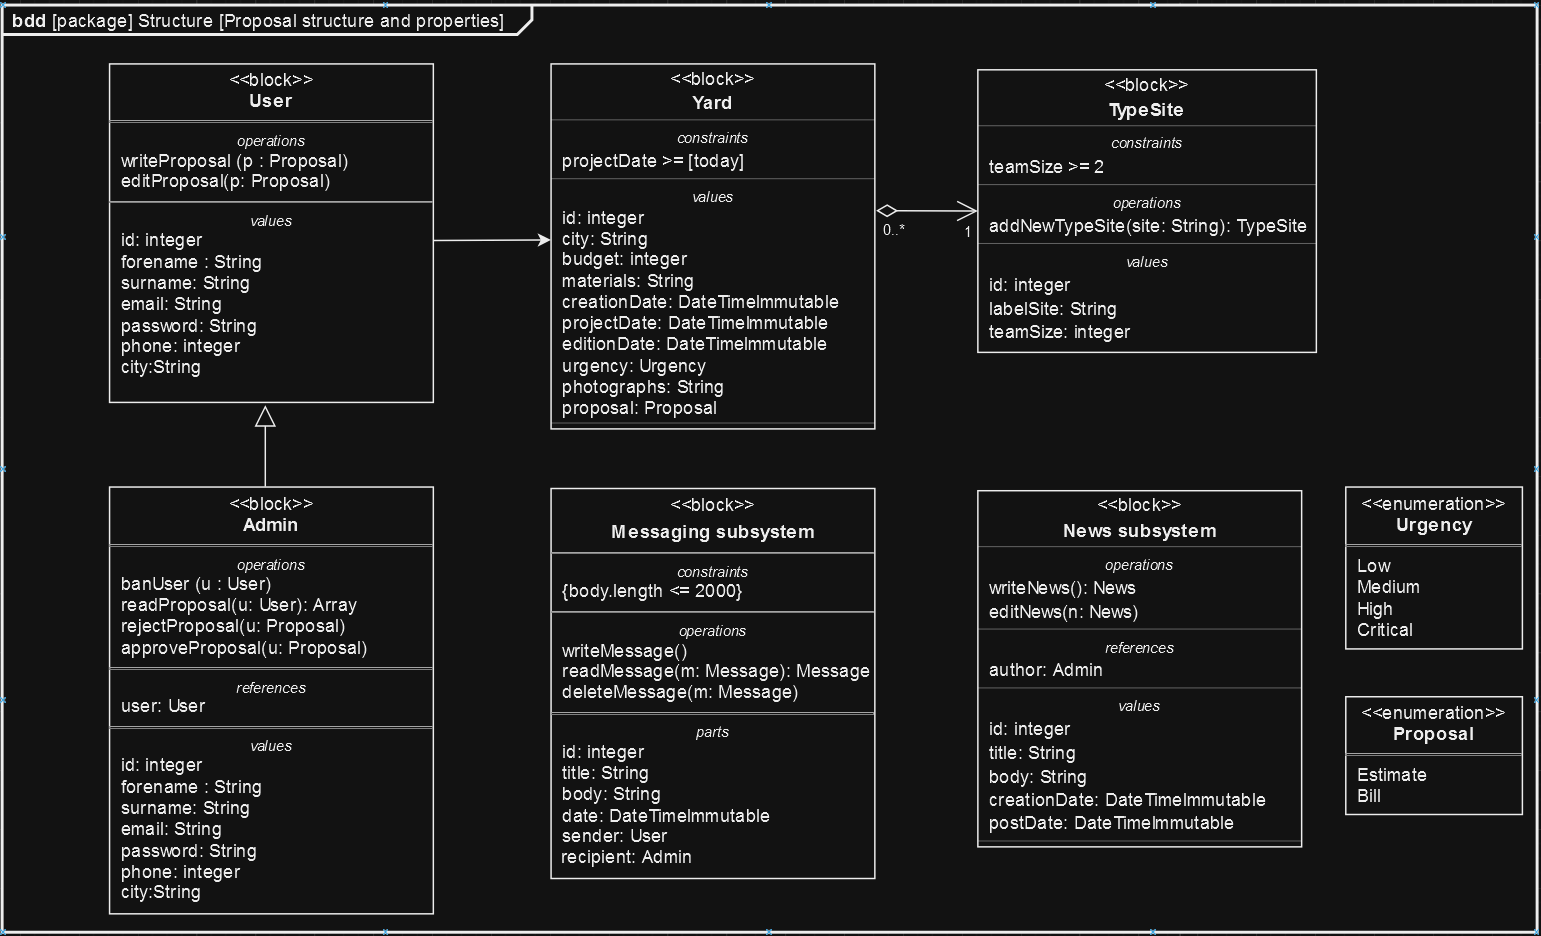 bdd [package] Structure [Proposal structure and properties]
<<block>>
User
operations
writeProposal (p : Proposal)
editProposal(p: Proposal)
values
id: integer
forename : String
surname: String
email: String
password: String
phone: integer
city:String
<<block>>
Yard
constraints
projectDate >= [today]
values
id: integer
city: String
budget: integer
materials: String
creationDate: DateTimeImmutable
projectDate: DateTimeImmutable
editionDate: DateTimeImmutable
urgency: Urgency
photographs: String
proposal: Proposal
0..*
1
<<block>>
TypeSite
constraints
teamSize >= 2
operations
addNewTypeSite(site: String): TypeSite
values
id: integer
labelSite: String
teamSize: integer
<<block>>
Admin
operations
banUser (u : User)
readProposal(u: User): Array
rejectProposal(u: Proposal)
approveProposal(u: Proposal)
references
user: User
values
id: integer
forename : String
surname: String
email: String
password: String
phone: integer
city:String
<<block>>
Messaging subsystem
constraints
{body.length <= 2000}
operations
writeMessage()
readMessage(m: Message): Message
deleteMessage(m: Message)
parts
id: integer
title: String
body: String
date: DateTimeImmutable
sender: User
recipient: Admin
<<block>>
News subsystem
operations
writeNews(): News
editNews(n: News)
references
author: Admin
values
id: integer
title: String
body: String
creationDate: DateTimeImmutable
postDate: DateTimeImmutable
<<enumeration>>
Urgency
Low
Medium
High
Critical
<<enumeration>>
Proposal
Estimate
Bill